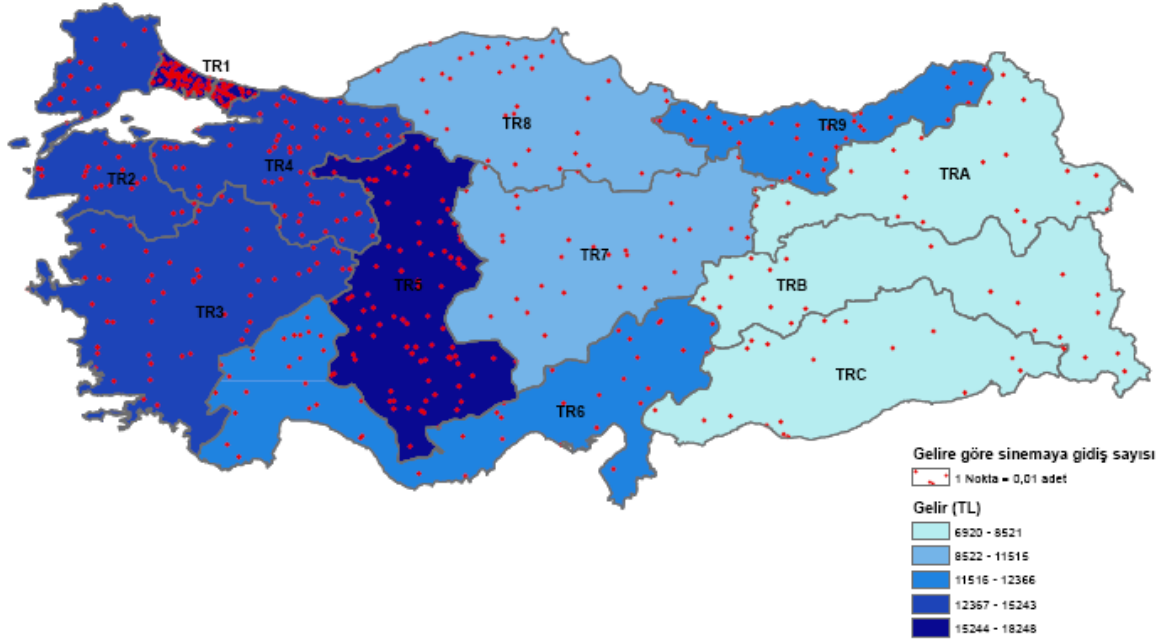 TR1
TR8
TR9
TR4
TRA
TR2
TR7
TR5
TRB
TR3
TRC
TR6
Gelire göre sinemaya gidiş sayısı
1 Nokta = 0,01 adet
Gelir (TL)
6920 - 8521
8522 - 11515
11516 - 12366
12367 - 15243
15244 - 18248